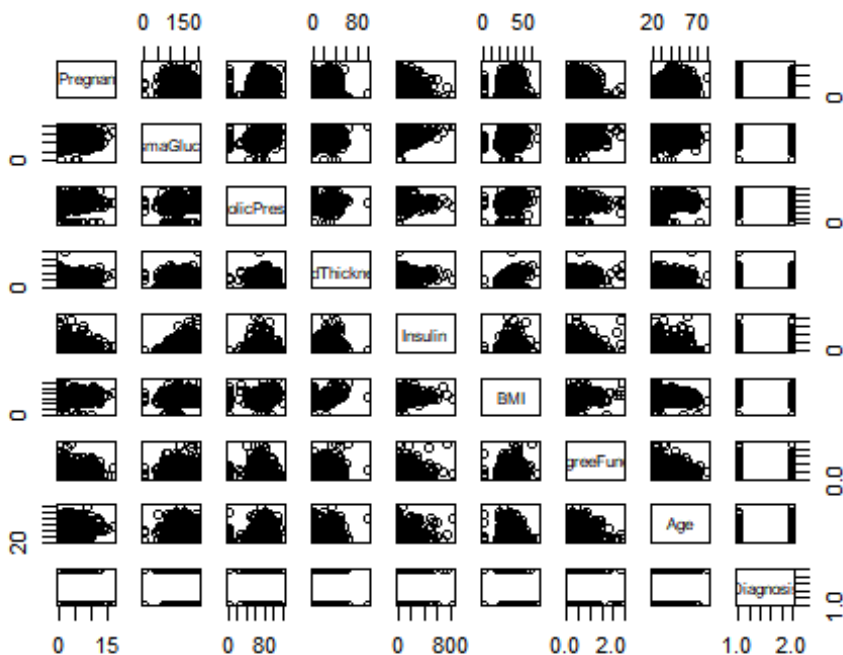 0 150 0 80 0 50 20 70
Pregnan 0
0 smaGluc
olicPres 0
0 dThickne
Insulin 0
0 BMI
greeFun 0.0
20 Age
Diagnosis 1.0
0 15 0 80 0 800 0.0 2.0 1.0 2.0